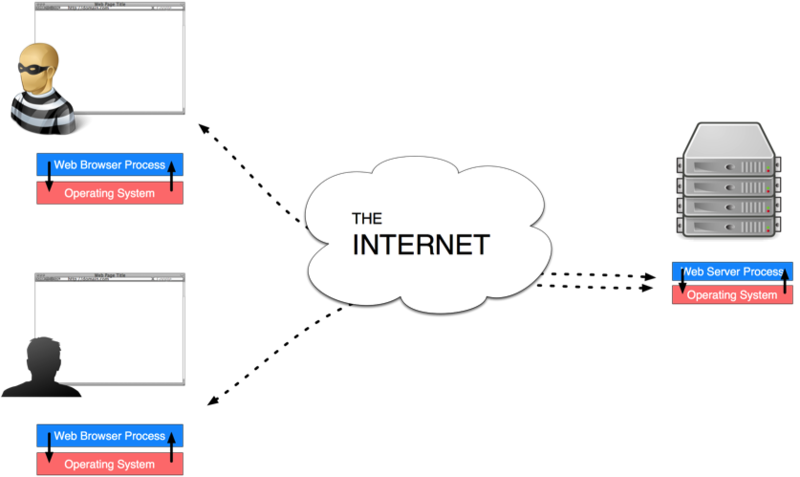 Web Page Title
Web Browser Process
Operating System
THE
INTERNET
Web Server Process
Operating System
Web Page Title
Web Browser Process
Operating System